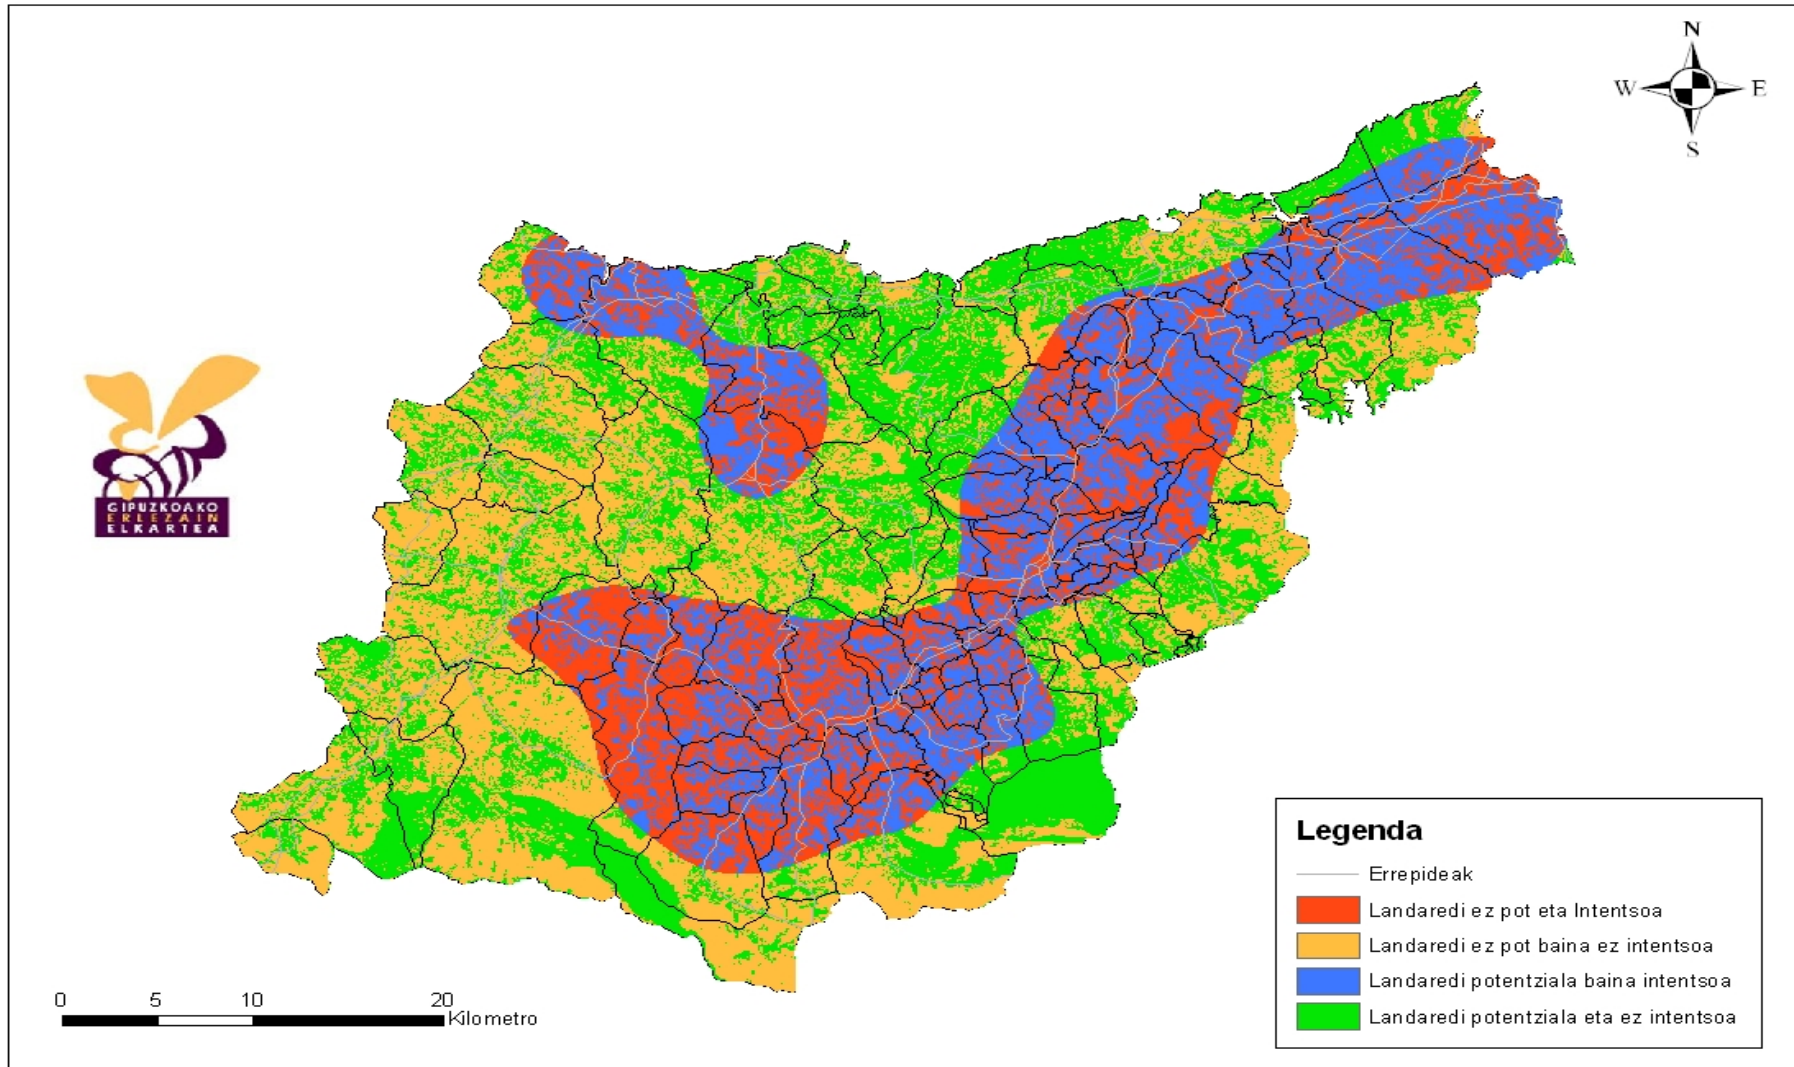 N
W E
S
GIPUZKOAKO
ERLEZAIN
ELKARTEA
Legenda
Errepideak
Landaredi ez pot eta Intentsoa
Landaredi ez pot baina ez intentsoa
Landaredi potentziala baina intentsoa
Landaredi potentziala eta ez intentsoa
0 5 10 20
Kilometro